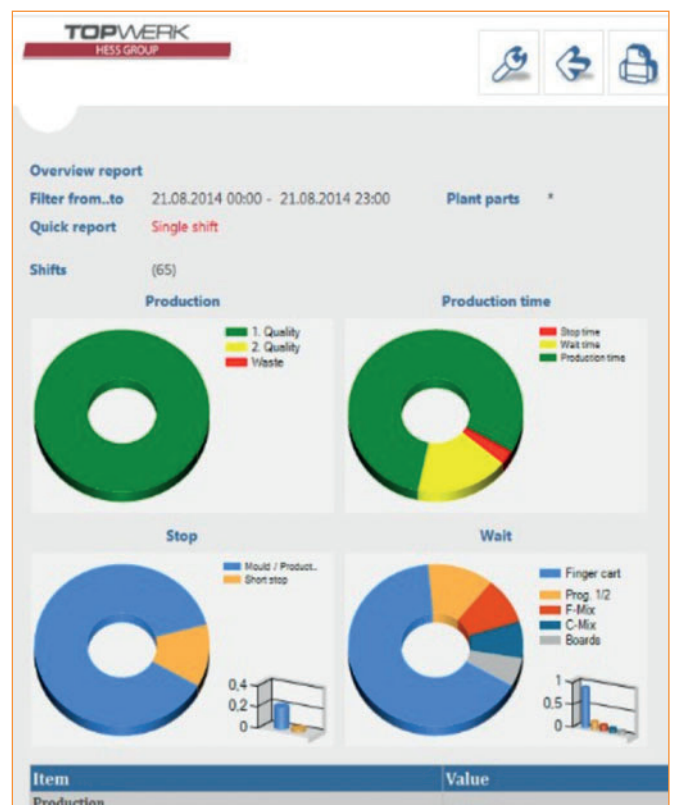 TOPWERK
HESS GROUP
Overview report
Filter from..to 21.08.2014 00:00 - 21.08.2014 23:00 Plant parts *
Quick report Single shift
Shifts (65)
Production
1. Quality
2. Quality
Waste
Production time
Stop time
Wait time
Production time
Stop
Mould / Product..
Short stop
0,4
0,2
0
Wait
Finger cart
Prog. 1/2
F-Mix
C-Mix
Boards
1
0.5
0
Item Value
Production